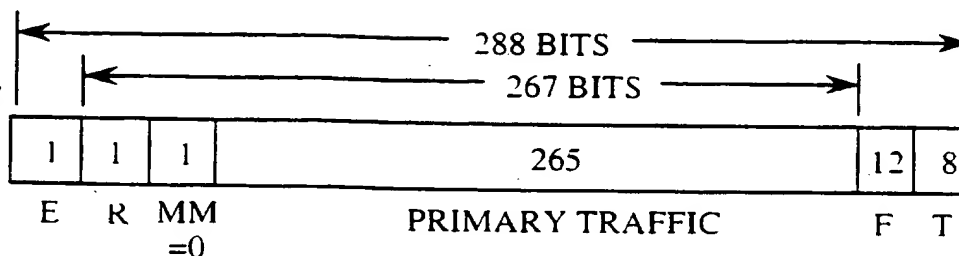 288 BITS
267 BITS
1 1 1 265 12 8
E R MM PRIMARY TRAFFIC F T
=0